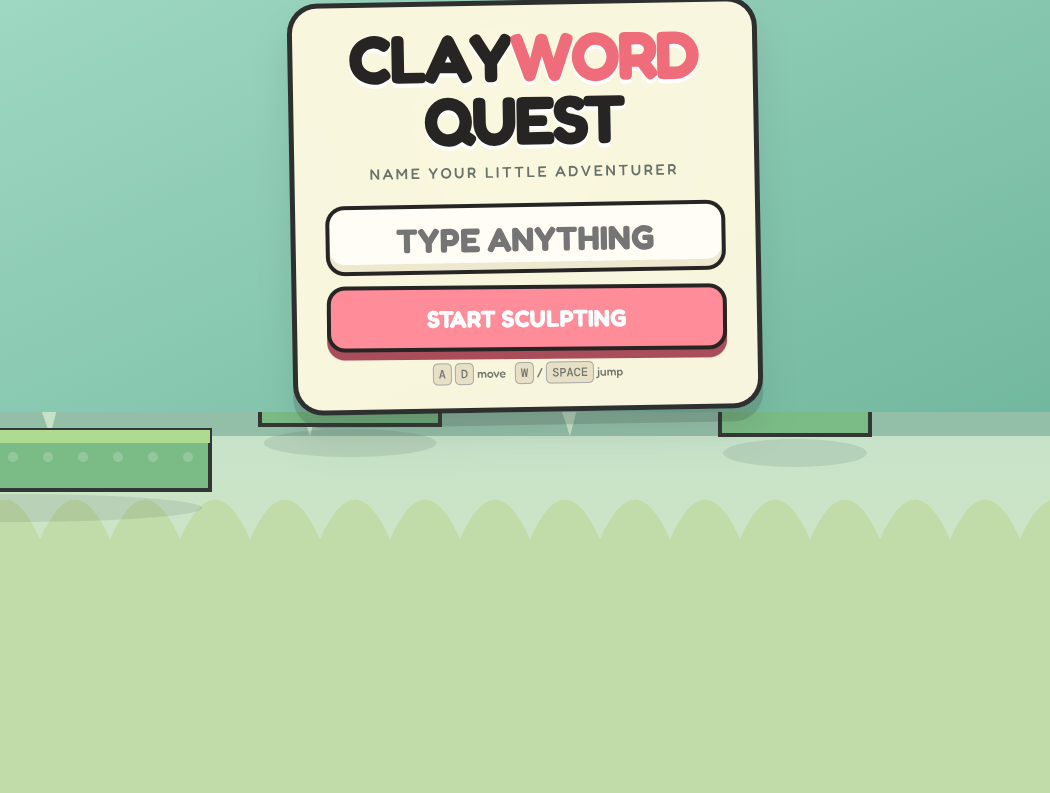 CLAYWORD
QUEST
NAME YOUR LITTLE ADVENTURER
TYPE ANYTHING
START SCULPTING
A D move W / SPACE jump